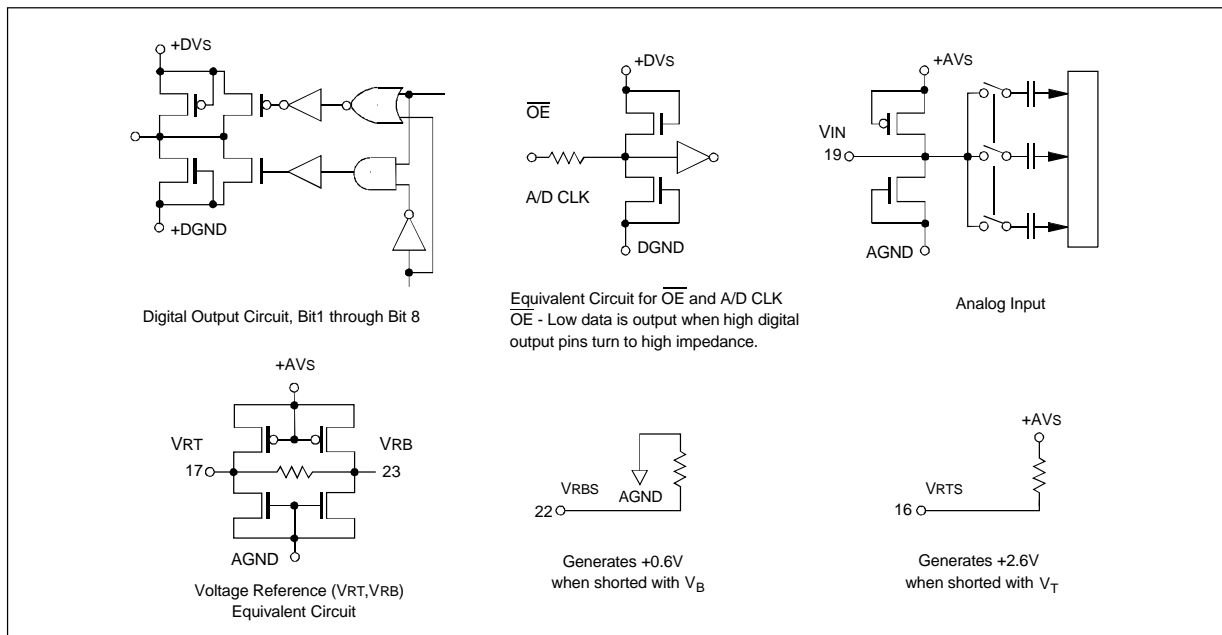 +DVS
+DGND
Digital Output Circuit, Bit1 through Bit 8
+DVS
OE
A/D CLK
DGND
Equivalent Circuit for OE and A/D CLK
OE - Low data is output when high digital
output pins turn to high impedance.
+AVS
VIN
19
AGND
Analog Input
+AVS
VRT
VRB
17
23
AGND
Voltage Reference (VRT,VRB)
Equivalent Circuit
AGND
VRBS
22
Generates +0.6V
when shorted with VB
+AVS
VRTS
16
Generates +2.6V
when shorted with VT